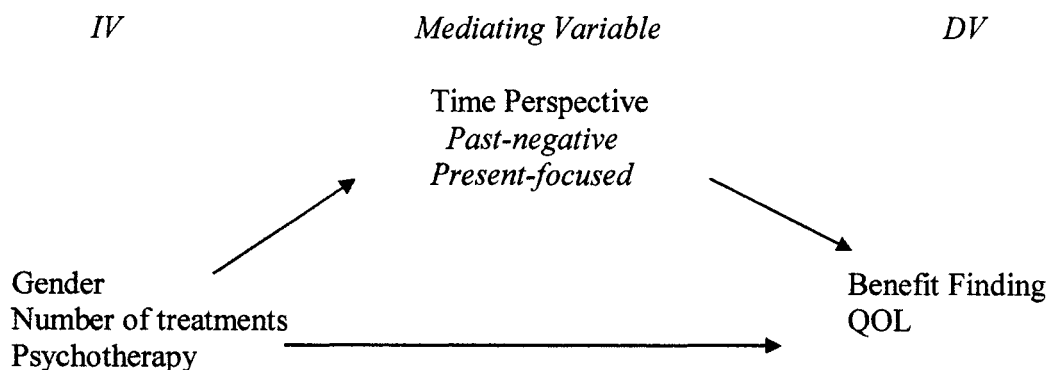 IV Mediating Variable DV
Time Perspective
Past-negative
Present-focused
Gender
Number of treatments
Psychotherapy
Benefit Finding
QOL